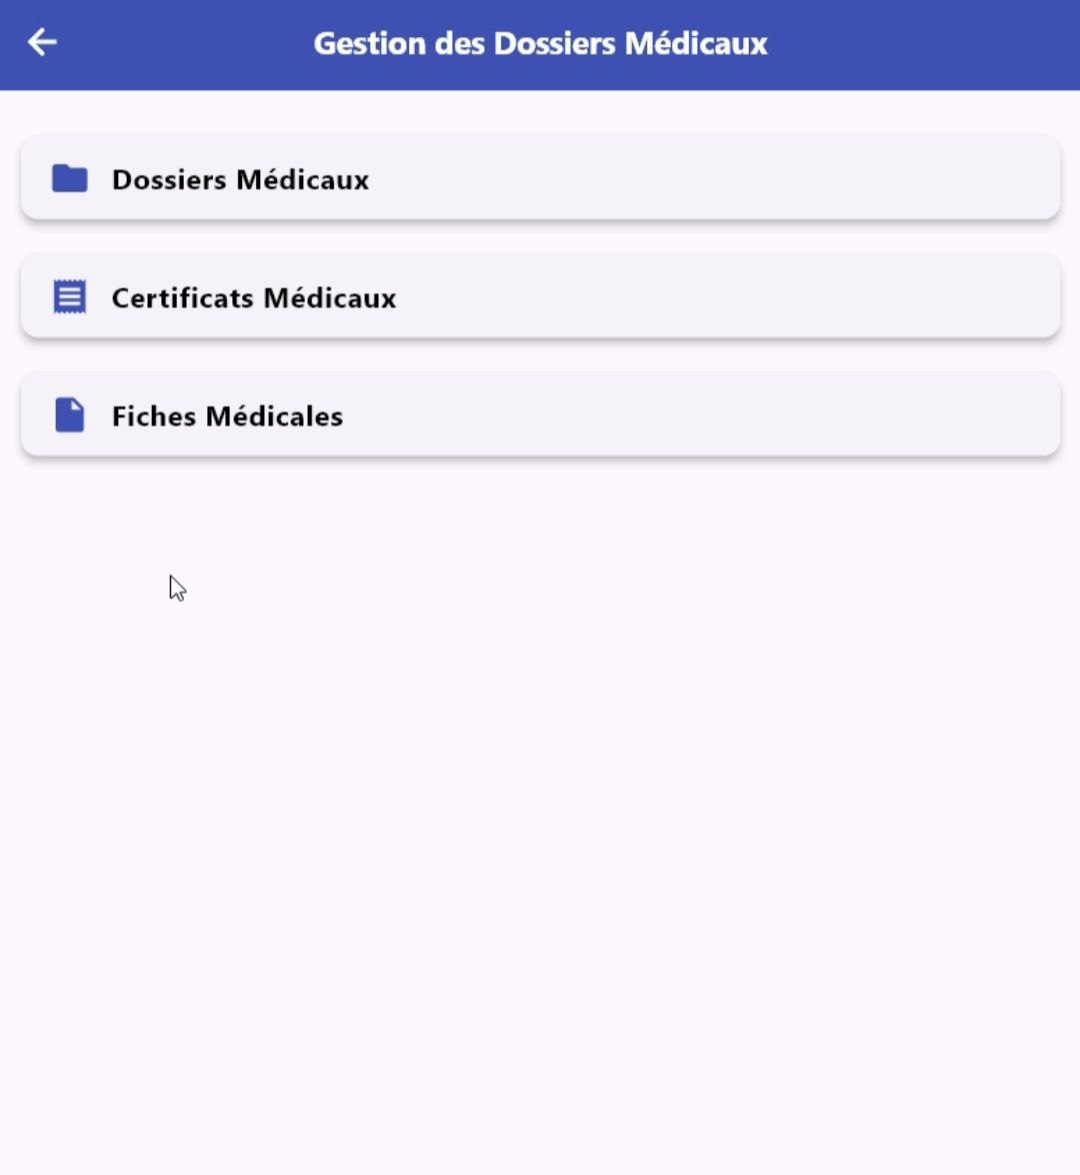 Gestion des Dossiers Médicaux
Dossiers Médicaux
Certificats Médicaux
Fiches Médicales